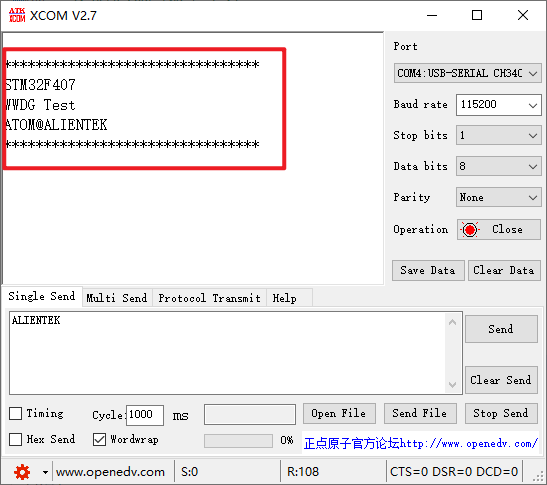 ATK XCOM XCOM V2.7
********************************
STM32F407
WWDG Test
ATOM@ALIENTEK
********************************
Port
COM4:USB-SERIAL CH340
Baud rate 115200
Stop bits 1
Data bits 8
Parity None
Operation Close
Save Data Clear Data
Single Send Multi Send Protocol Transmit Help
ALIENTEK
Send
Clear Send
Timing Cycle: 1000 ms Open File Send File Stop Send
Hex Send Wordwrap 0% 正点原子官方论坛http://www.openedv.com/
www.openedv.com S:0 R:108 CTS=0 DSR=0 DCD=0